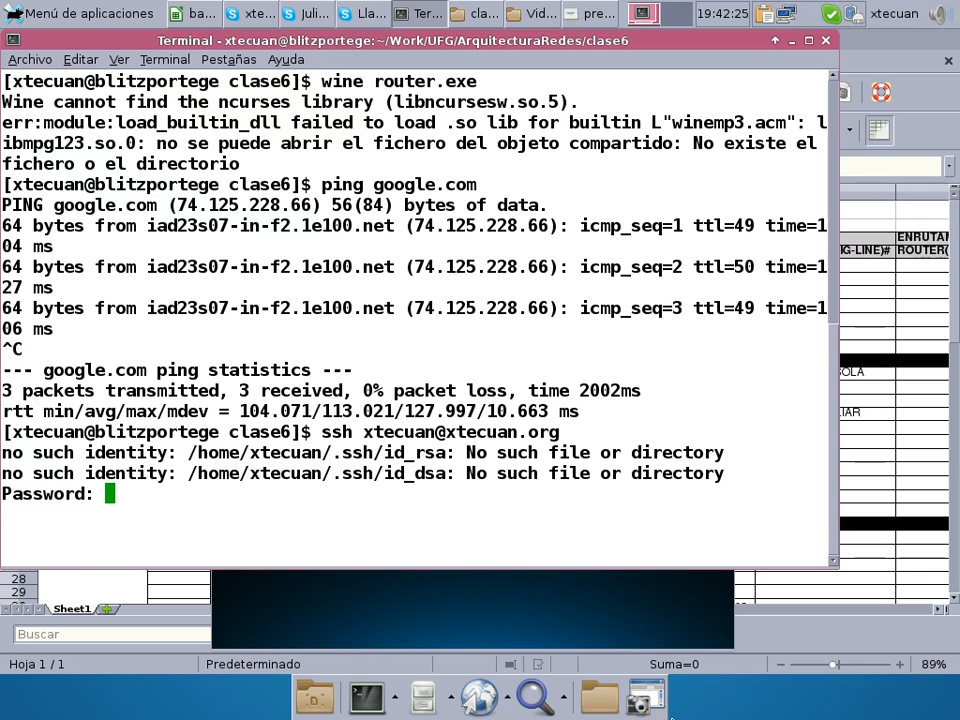 Menú de aplicaciones ba... xte... Juli... Lla... Ter... cla... Vid... pre... 19:42:25 xtecuan
Terminal - xtecuan@blitzportege:~/Work/UFG/ArquitecturaRedes/clase6
Archivo Editar Ver Terminal Pestañas Ayuda
[xtecuan@blitzportege clase6]$ wine router.exe
Wine cannot find the ncurses library (libncursesw.so.5).
err:module:load_builtin_dll failed to load .so lib for builtin L"winemp3.acm": l
ibmpg123.so.0: no se puede abrir el fichero del objeto compartido: No existe el
fichero o el directorio
[xtecuan@blitzportege clase6]$ ping google.com
PING google.com (74.125.228.66) 56(84) bytes of data.
64 bytes from iad23s07-in-f2.1e100.net (74.125.228.66): icmp_seq=1 ttl=49 time=1
04 ms
64 bytes from iad23s07-in-f2.1e100.net (74.125.228.66): icmp_seq=2 ttl=50 time=1
27 ms
64 bytes from iad23s07-in-f2.1e100.net (74.125.228.66): icmp_seq=3 ttl=49 time=1
06 ms
^C
--- google.com ping statistics ---
3 packets transmitted, 3 received, 0% packet loss, time 2002ms
rtt min/avg/max/mdev = 104.071/113.021/127.997/10.663 ms
[xtecuan@blitzportege clase6]$ ssh xtecuan@xtecuan.org
no such identity: /home/xtecuan/.ssh/id_rsa: No such file or directory
no such identity: /home/xtecuan/.ssh/id_dsa: No such file or directory
Password:
ENRUTA
G-LINE)# ROUTER(
SOLA
IAR
28
29
Sheet1
Buscar
Hoja 1 / 1 Predeterminado Suma=0 89%